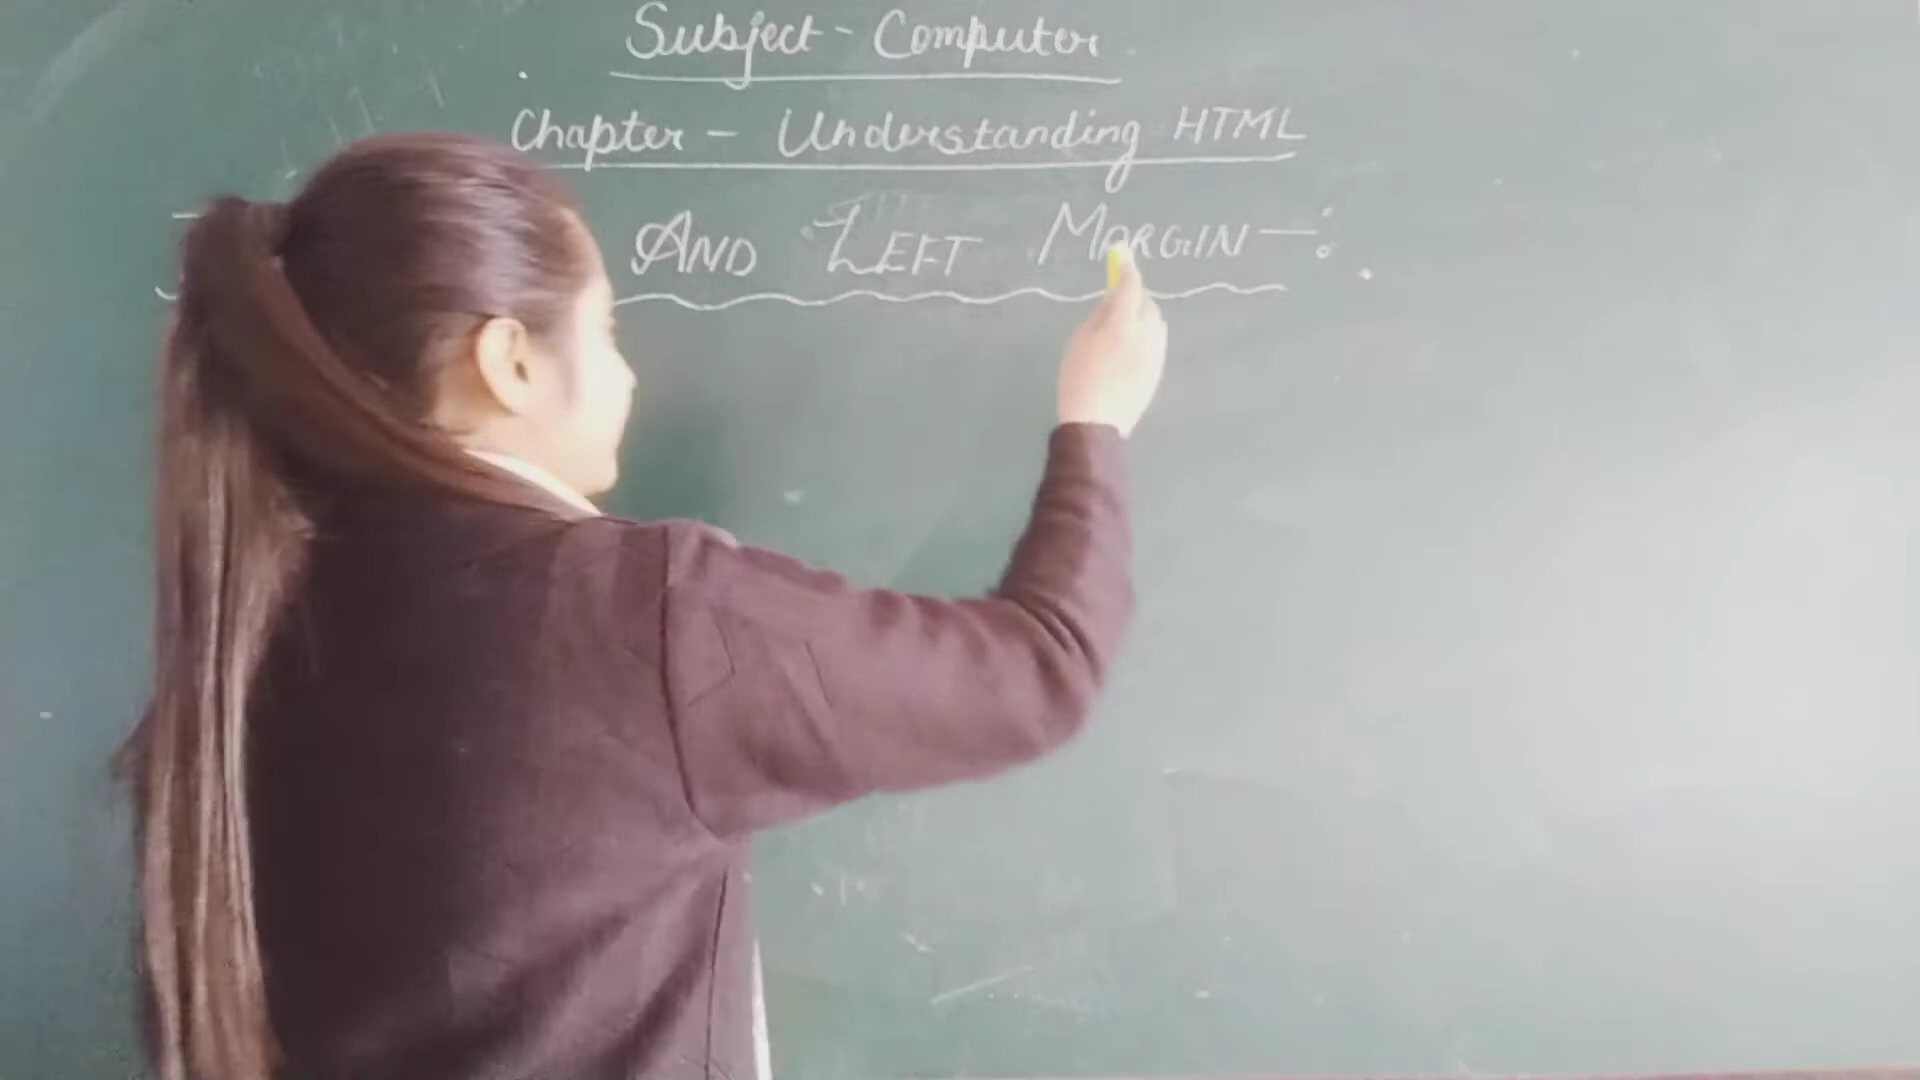 Subject - Computer
Chapter - Understanding HTML
AND LEFT MARGIN - :